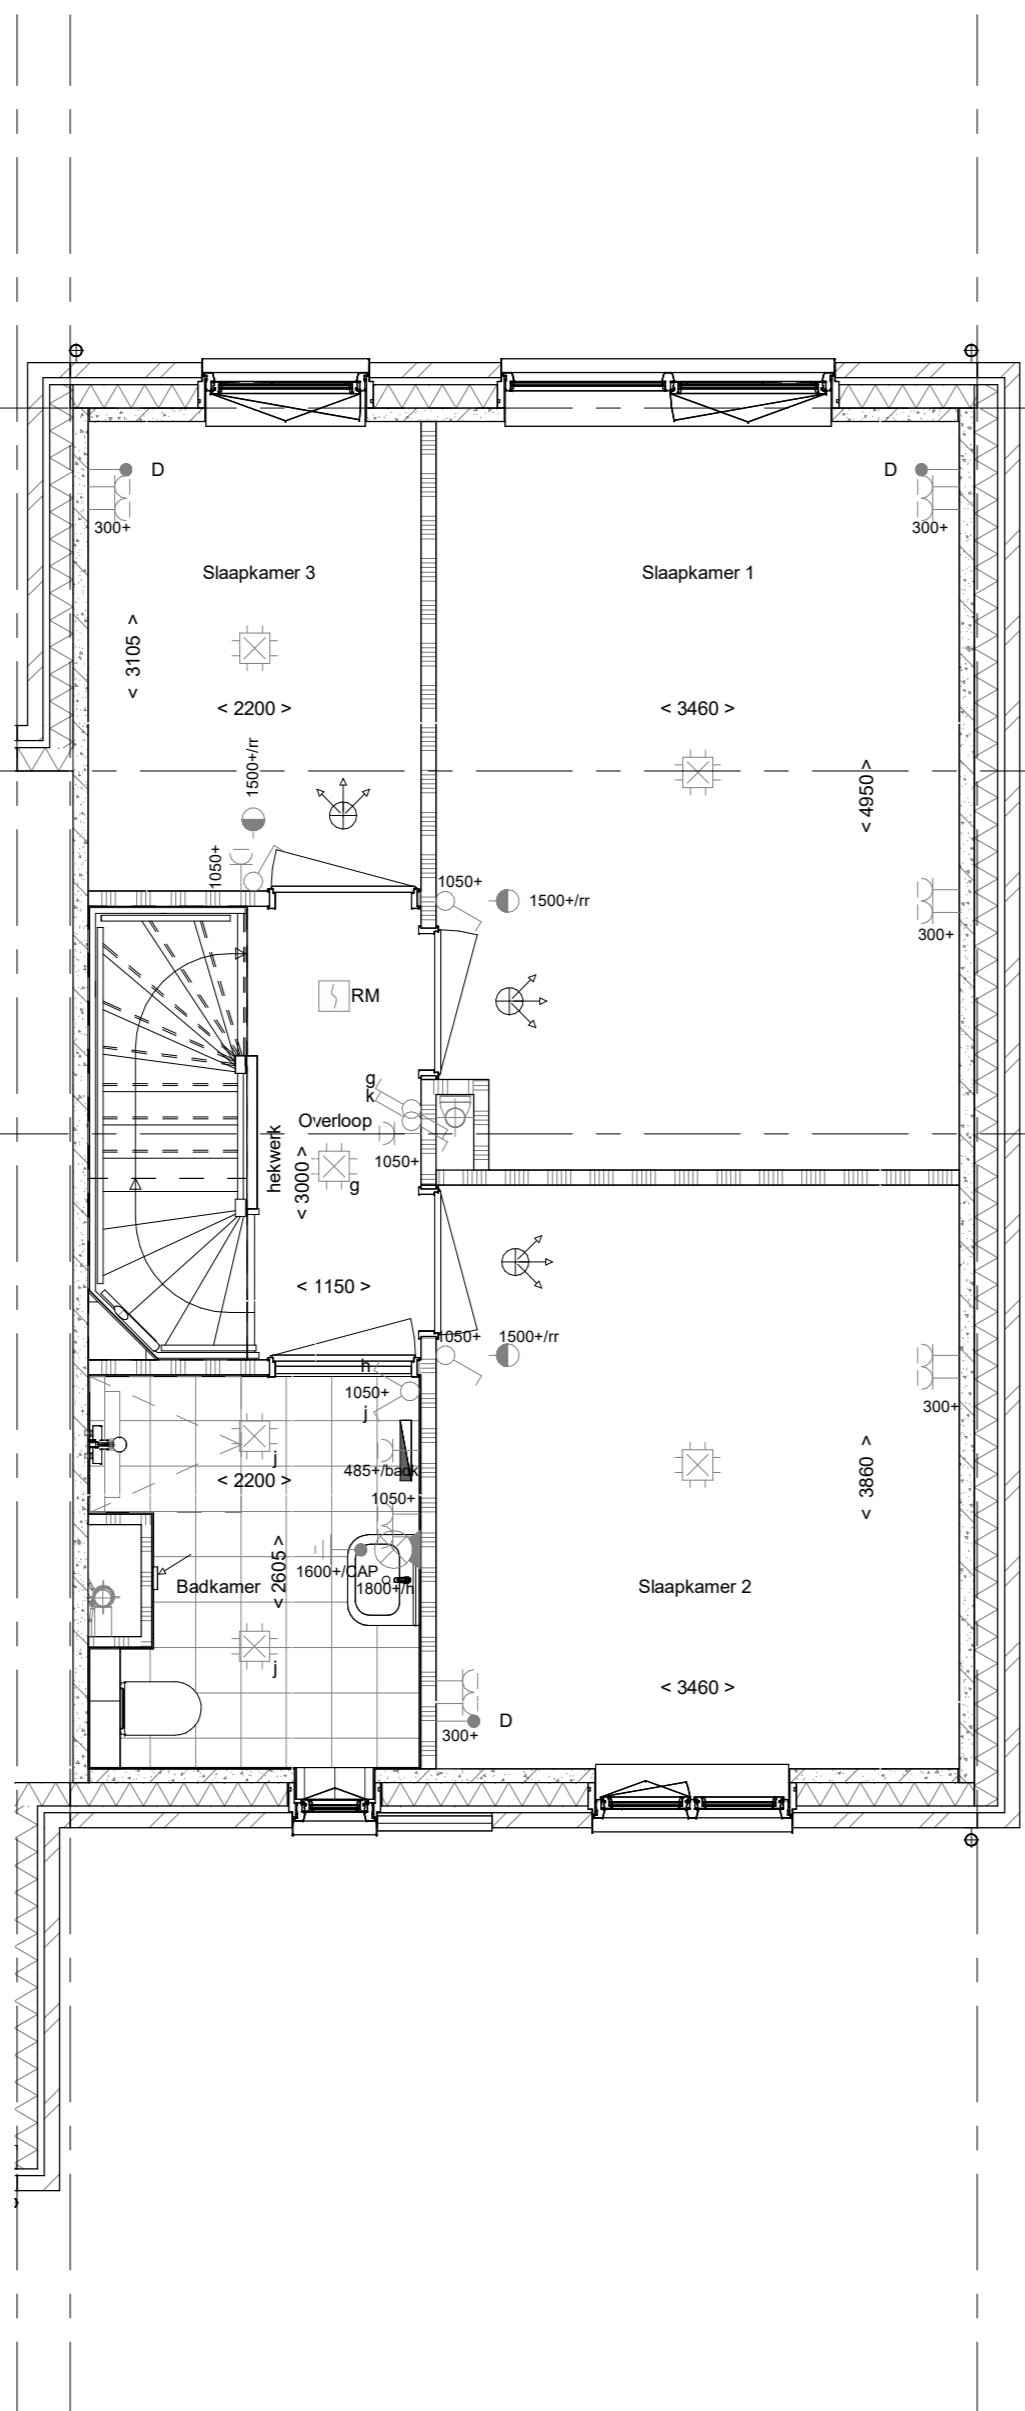 D
D
300+
300+
Slaapkamer 3
Slaapkamer 1
< 3105 >
< 2200 >
< 3460 >
1500+/rr
< 4950 >
1050+
1050+
1500+/rr
300+
RM
g
k
Overloop
hekwerk
< 3000 >
1050+
g
< 1150 >
1050+
1500+/rr
h
1050+
j
300+
j
485+/badk
< 2200 >
1050+
< 3860 >
< 2605 >
1600+/CAP
1800+/h
Badkamer
Slaapkamer 2
j
< 3460 >
D
300+